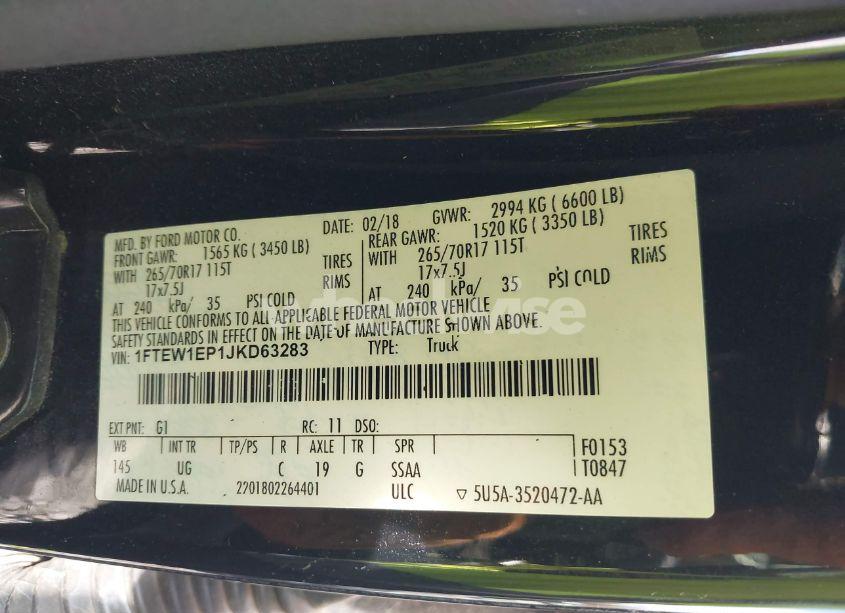 MFD. BY FORD MOTOR CO. DATE: 02/18 GVWR: 2994 KG ( 6600 LB)
FRONT GAWR: 1565 KG ( 3450 LB) REAR GAWR: 1520 KG ( 3350 LB)
WITH 265/70R17 115T TIRES WITH 265/70R17 115T TIRES
17x7.5J RIMS 17x7.5J RIMS
AT 240 kPa/ 35 PSI COLD AT 240 kPa/ 35 PSI COLD
THIS VEHICLE CONFORMS TO ALL APPLICABLE FEDERAL MOTOR VEHICLE
SAFETY STANDARDS IN EFFECT ON THE DATE OF MANUFACTURE SHOWN ABOVE.
VIN: 1FTEW1EP1JKD63283 TYPE: Truck
EXT PNT: G1 RC: 11 DSO:
WB INT TR TP/PS R AXLE TR SPR F0153
145 UG C 19 G SSAA T0847
MADE IN U.S.A. 2701802264401 ULC ▽ 5U5A-3520472-AA